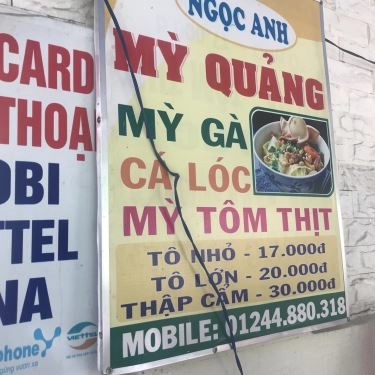 NGỌC ANH
MỲ QUẢNG
MỲ GÀ
CÁ LÓC
MỲ TÔM THỊT
TÔ NHỎ - 17.000đ
TÔ LỚN - 20.000đ
THẬP CẨM - 30.000đ
MOBILE: 01244.880.318
CARD
THOẠ
OBI
TTEL
NA
phone